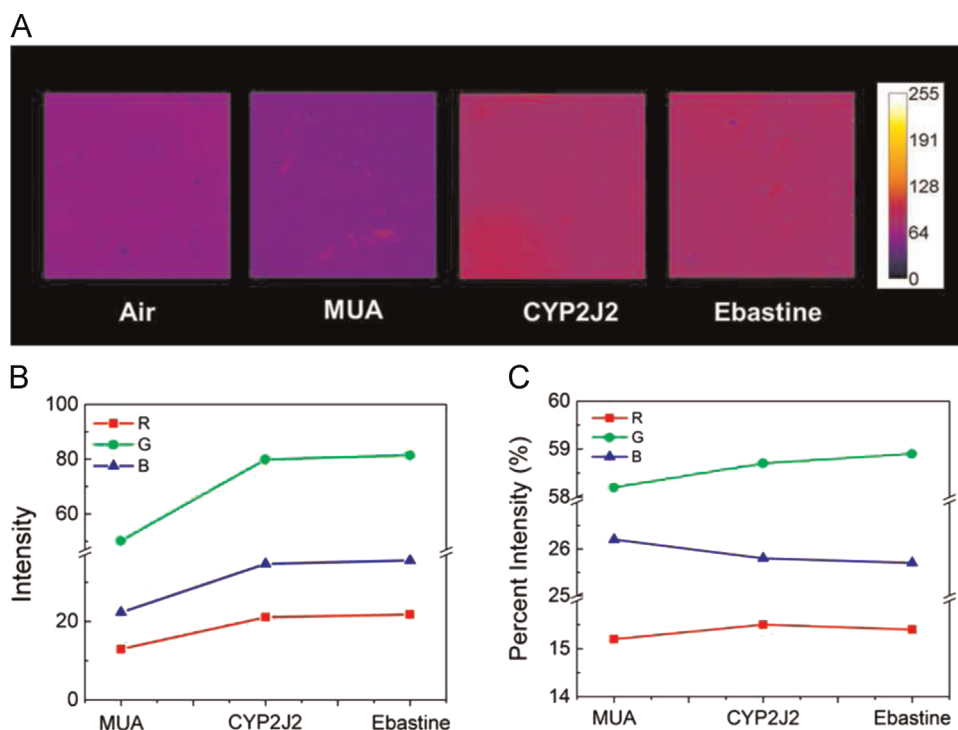 A
255
191
128
64
0
Air
MUA
CYP2J2
Ebastine
B
100
80
60
20
0
Intensity
R
G
B
MUA
CYP2J2
Ebastine
C
60
59
58
26
25
15
14
Percent Intensity (%)
R
G
B
MUA
CYP2J2
Ebastine